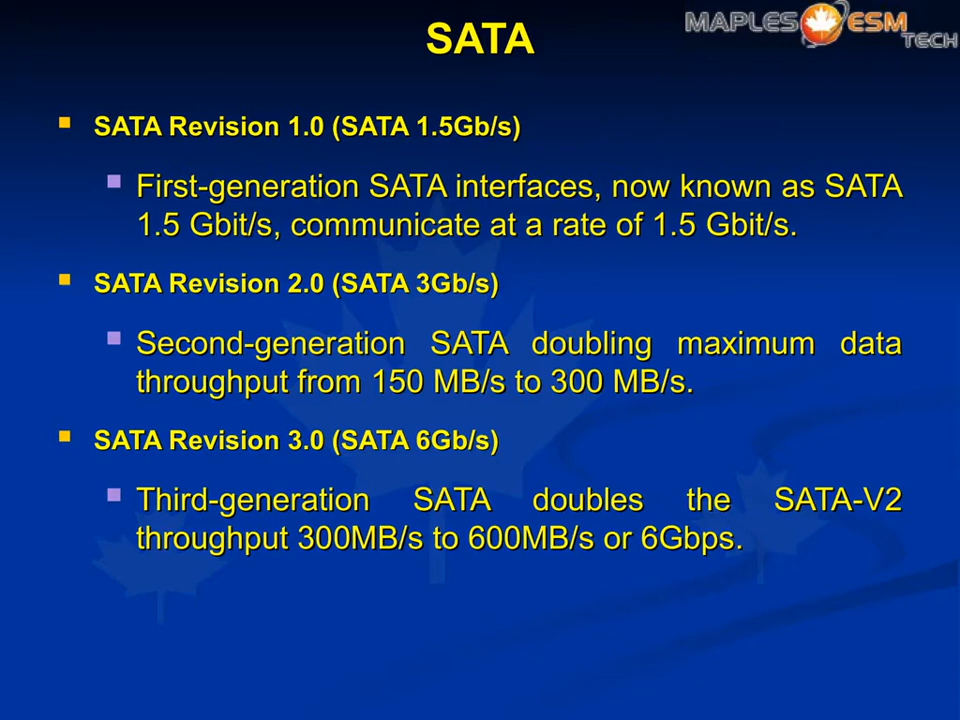 SATA
MAPLES ESM TECH
SATA Revision 1.0 (SATA 1.5Gb/s)
First-generation SATA interfaces, now known as SATA
1.5 Gbit/s, communicate at a rate of 1.5 Gbit/s.
SATA Revision 2.0 (SATA 3Gb/s)
Second-generation SATA doubling maximum data
throughput from 150 MB/s to 300 MB/s.
SATA Revision 3.0 (SATA 6Gb/s)
Third-generation SATA doubles the SATA-V2
throughput 300MB/s to 600MB/s or 6Gbps.